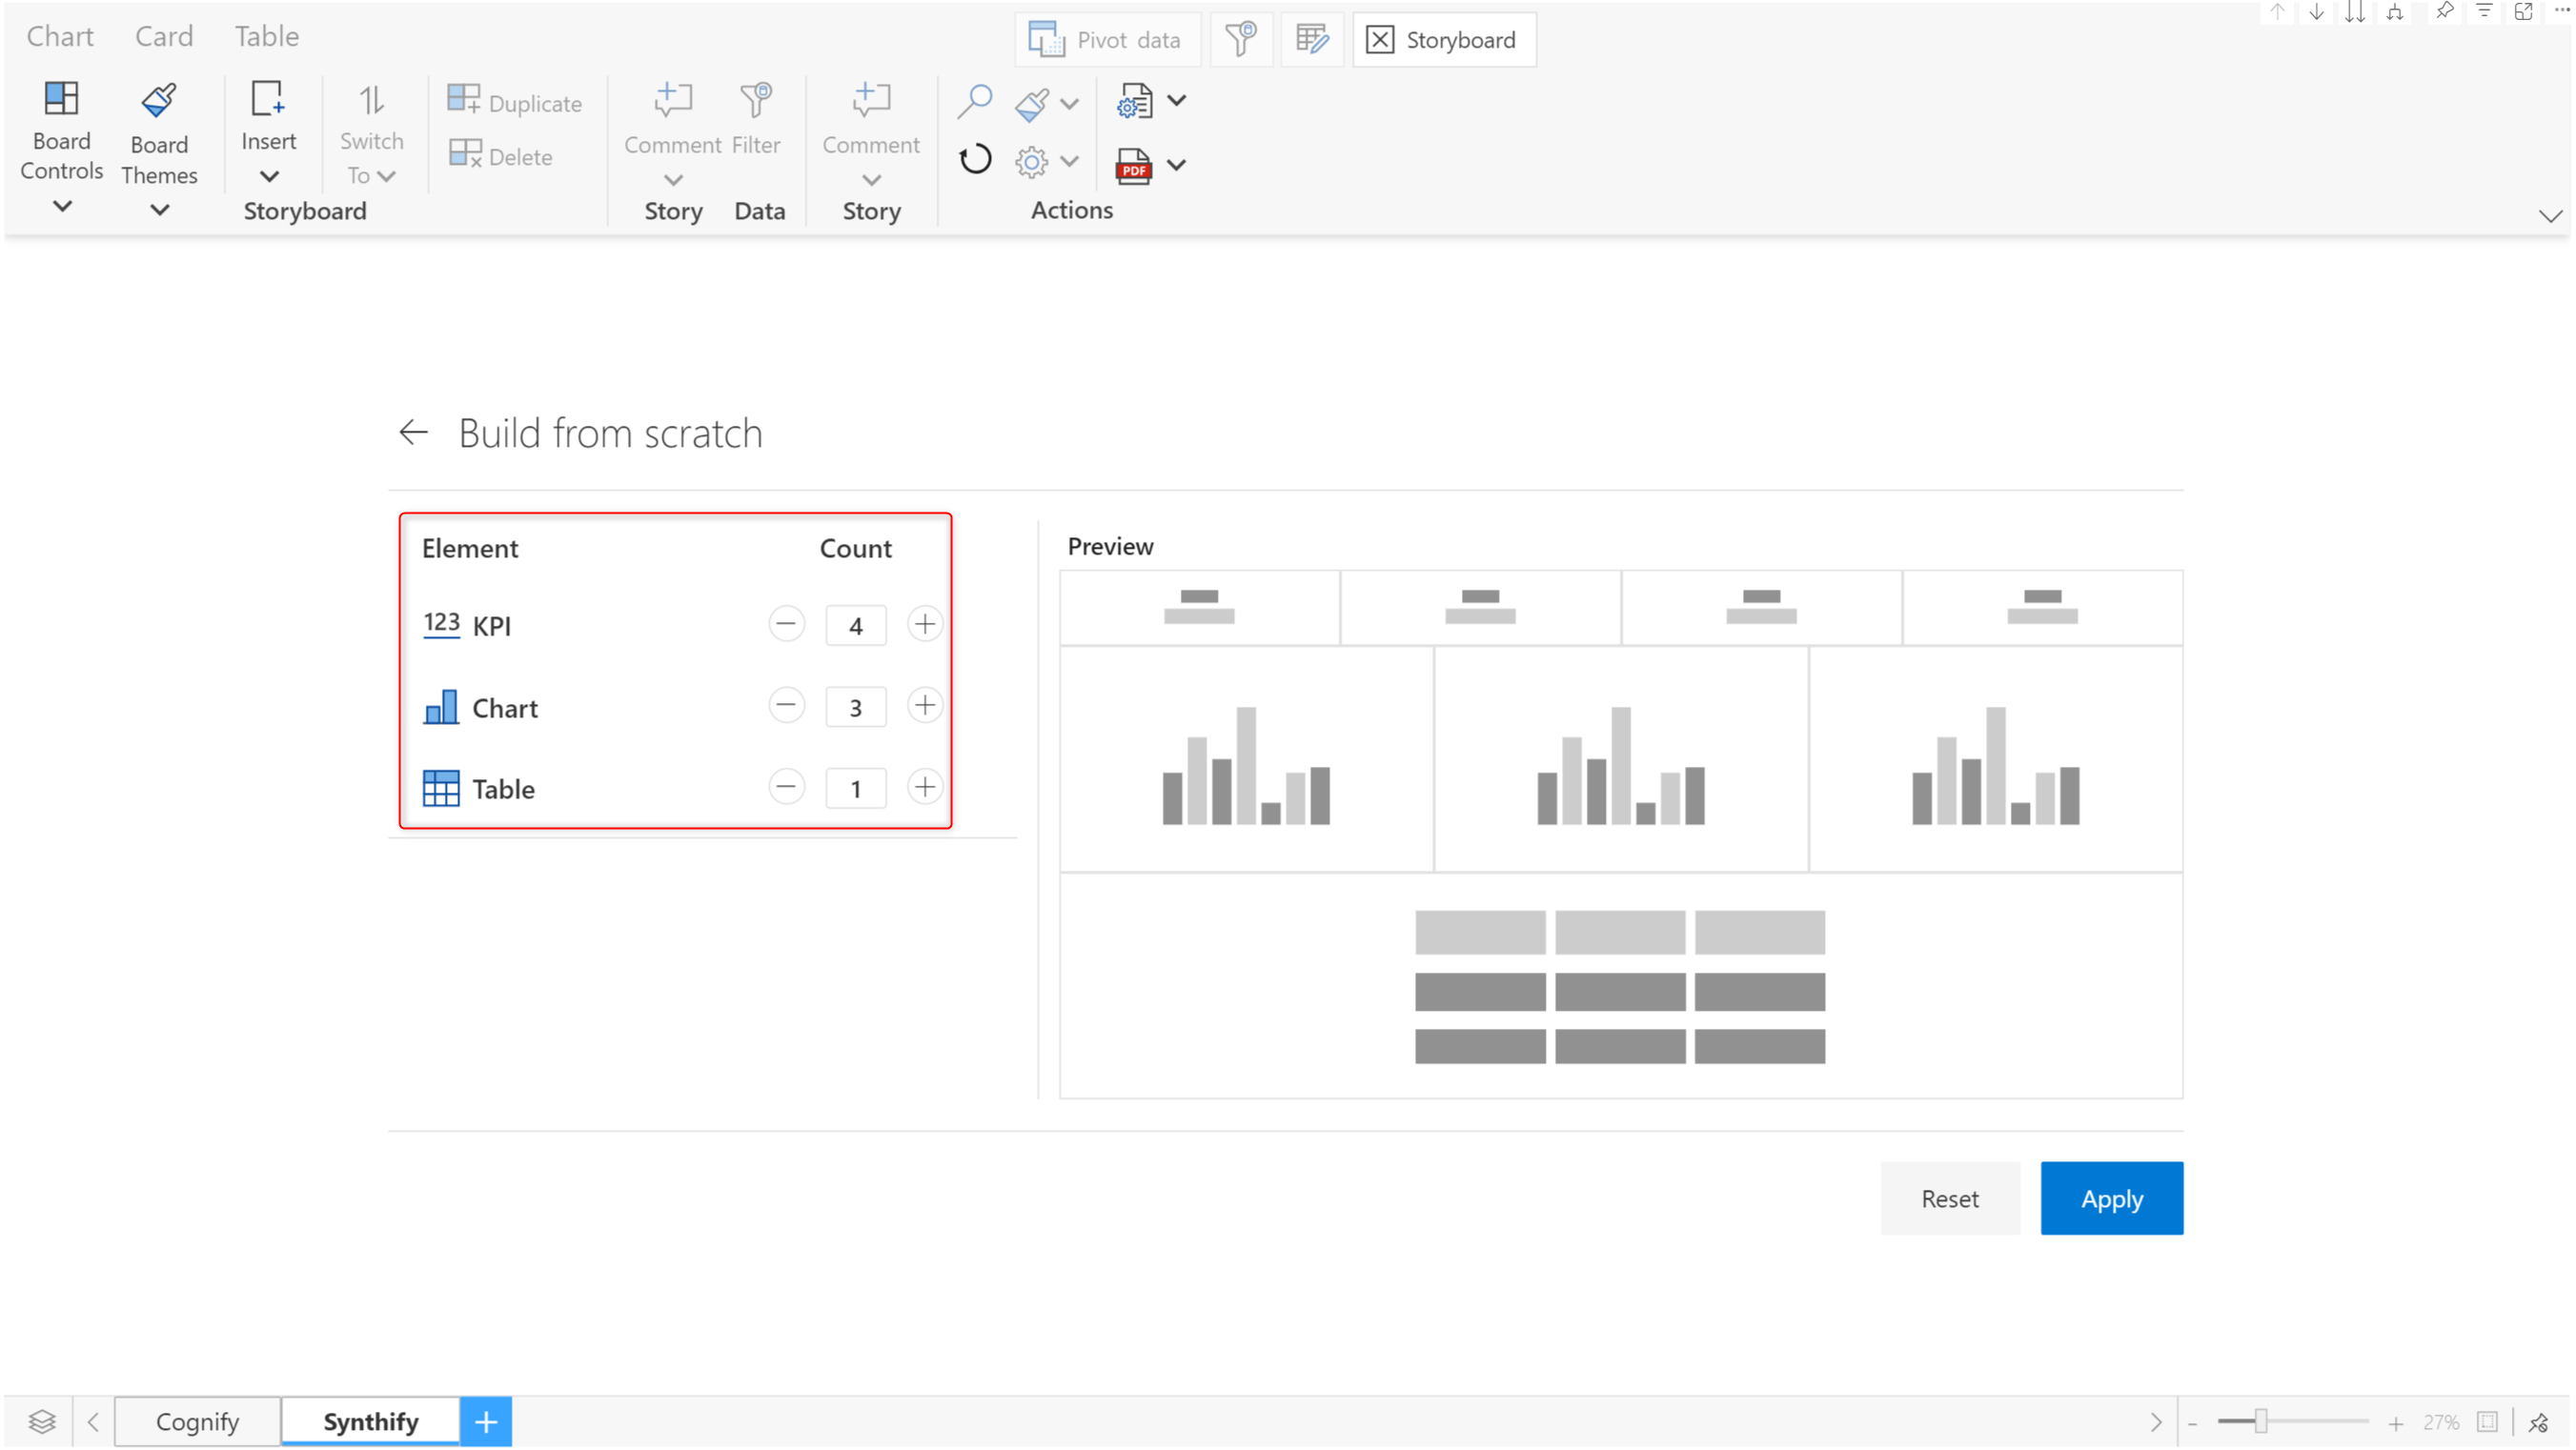 Chart Card Table
Pivot data
Storyboard
Board Controls
Board Themes
Insert
Switch To
Duplicate
Delete
Storyboard
Comment
Filter
Story
Data
Comment
Story
PDF
Actions
Build from scratch
Element Count
123 KPI 4
Chart 3
Table 1
Preview
Reset
Apply
Cognify
Synthify
27%